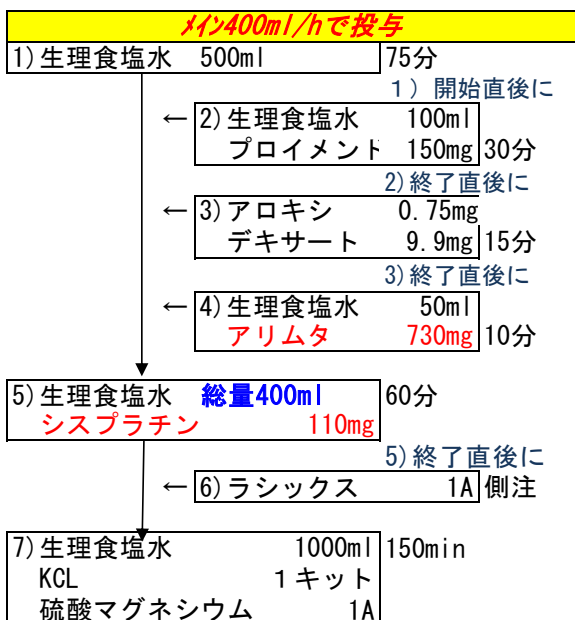 メイン400ml/hで投与
1)生理食塩水 500ml 75分
1) 開始直後に
← 2)生理食塩水 100ml
プロイメント 150mg 30分
2)終了直後に
← 3)アロキシ 0.75mg
デキサート 9.9mg 15分
3)終了直後に
← 4)生理食塩水 50ml
アリムタ 730mg 10分
5)生理食塩水 総量400ml 60分
シスプラチン 110mg
5)終了直後に
← 6)ラシックス 1A 側注
7)生理食塩水 1000ml 150min
KCL 1キット
硫酸マグネシウム 1A